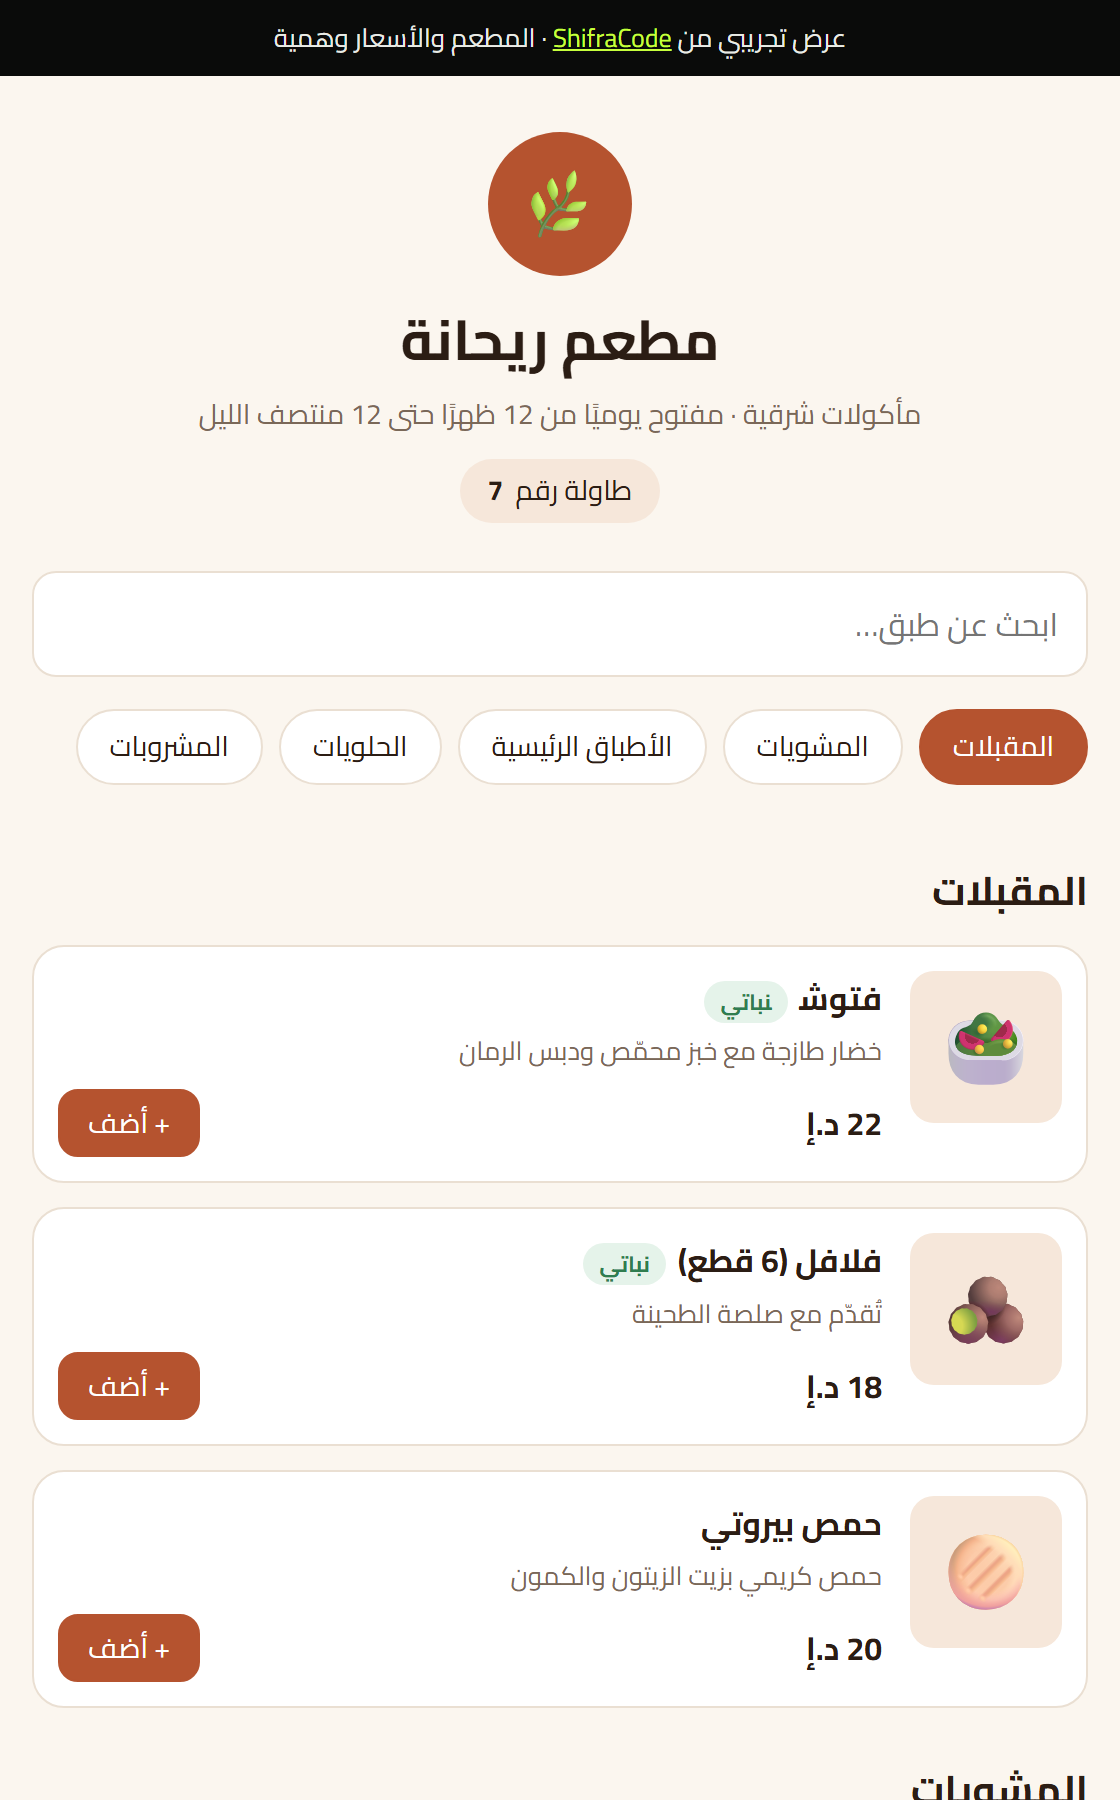 عرض تجريبي من ShifraCode · المطعم والأسعار وهمية
مطعم ريحانة
مأكولات شرقية · مفتوح يوميًا من 12 ظهرًا حتى 12 منتصف الليل
طاولة رقم 7
ابحث عن طبق...
المقبلات المشويات الأطباق الرئيسية الحلويات المشروبات
المقبلات
فتوش نباتي
خضار طازجة مع خبز محمّص ودبس الرمان
22 د.إ + أضف
فلافل (6 قطع) نباتي
تُقدّم مع صلصة الطحينة
18 د.إ + أضف
حمص بيروتي
حمص كريمي بزيت الزيتون والكمون
20 د.إ + أضف
المشويات